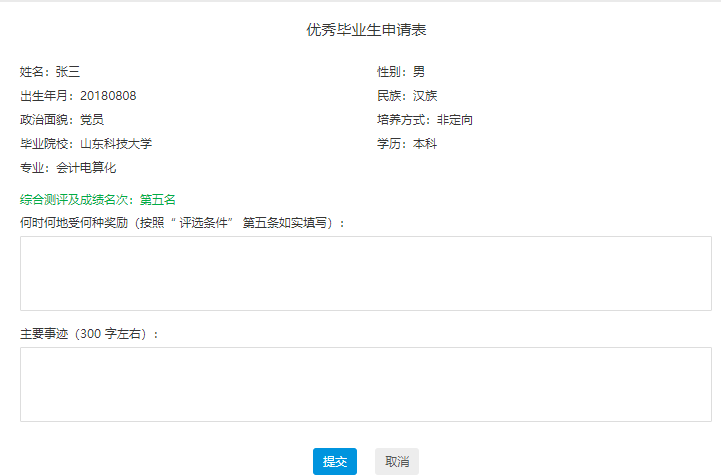 优秀毕业生申请表
姓名：张三 性别：男
出生年月：20180808 民族：汉族
政治面貌：党员 培养方式：非定向
毕业院校：山东科技大学 学历：本科
专业：会计电算化
综合测评及成绩名次：第五名
何时何地受何种奖励（按照“ 评选条件” 第五条如实填写）：
主要事迹（300 字左右）：
提交 取消